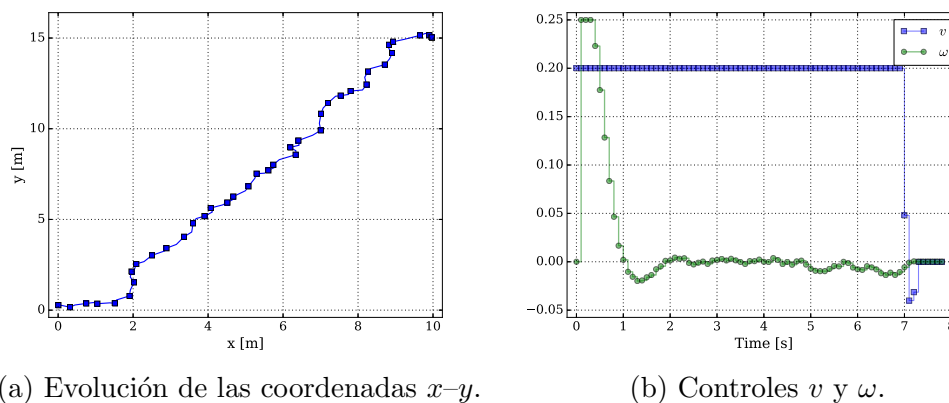 15
10
5
0
y [m]
0 2 4 6 8 10
x [m]
0.25
0.20
0.15
0.10
0.05
0.00
−0.05
0 1 2 3 4 5 6 7 8
Time [s]
v
ω
(a) Evolución de las coordenadas x–y.
(b) Controles v y ω.